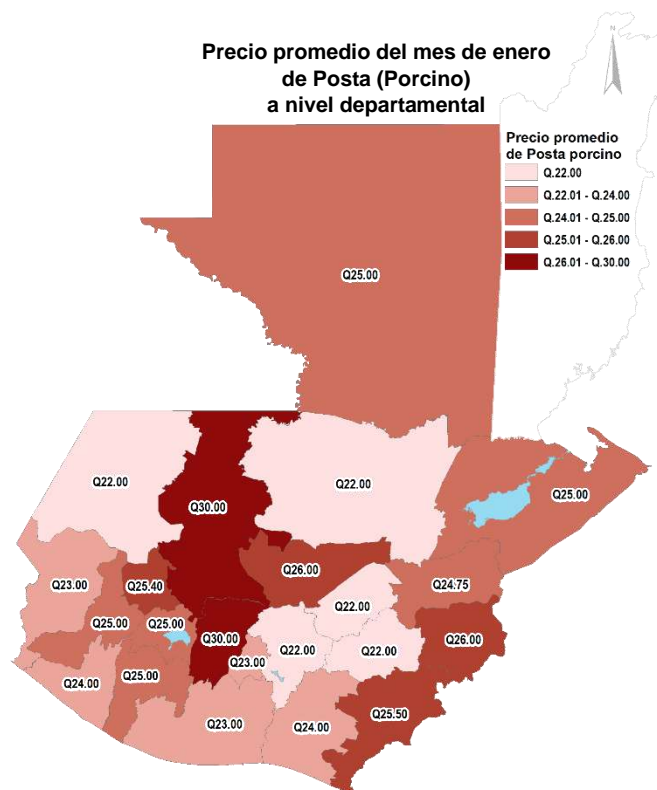 Precio promedio del mes de enero
de Posta (Porcino)
a nivel departamental
N
Precio promedio
de Posta porcino
Q.22.00
Q.22.01 - Q.24.00
Q.24.01 - Q.25.00
Q.25.01 - Q.26.00
Q.26.01 - Q.30.00
Q25.00
Q22.00
Q30.00
Q22.00
Q25.00
Q23.00
Q25.40
Q26.00
Q24.75
Q22.00
Q25.00
Q25.00
Q30.00
Q23.00
Q22.00
Q22.00
Q26.00
Q24.00
Q25.00
Q23.00
Q24.00
Q25.50